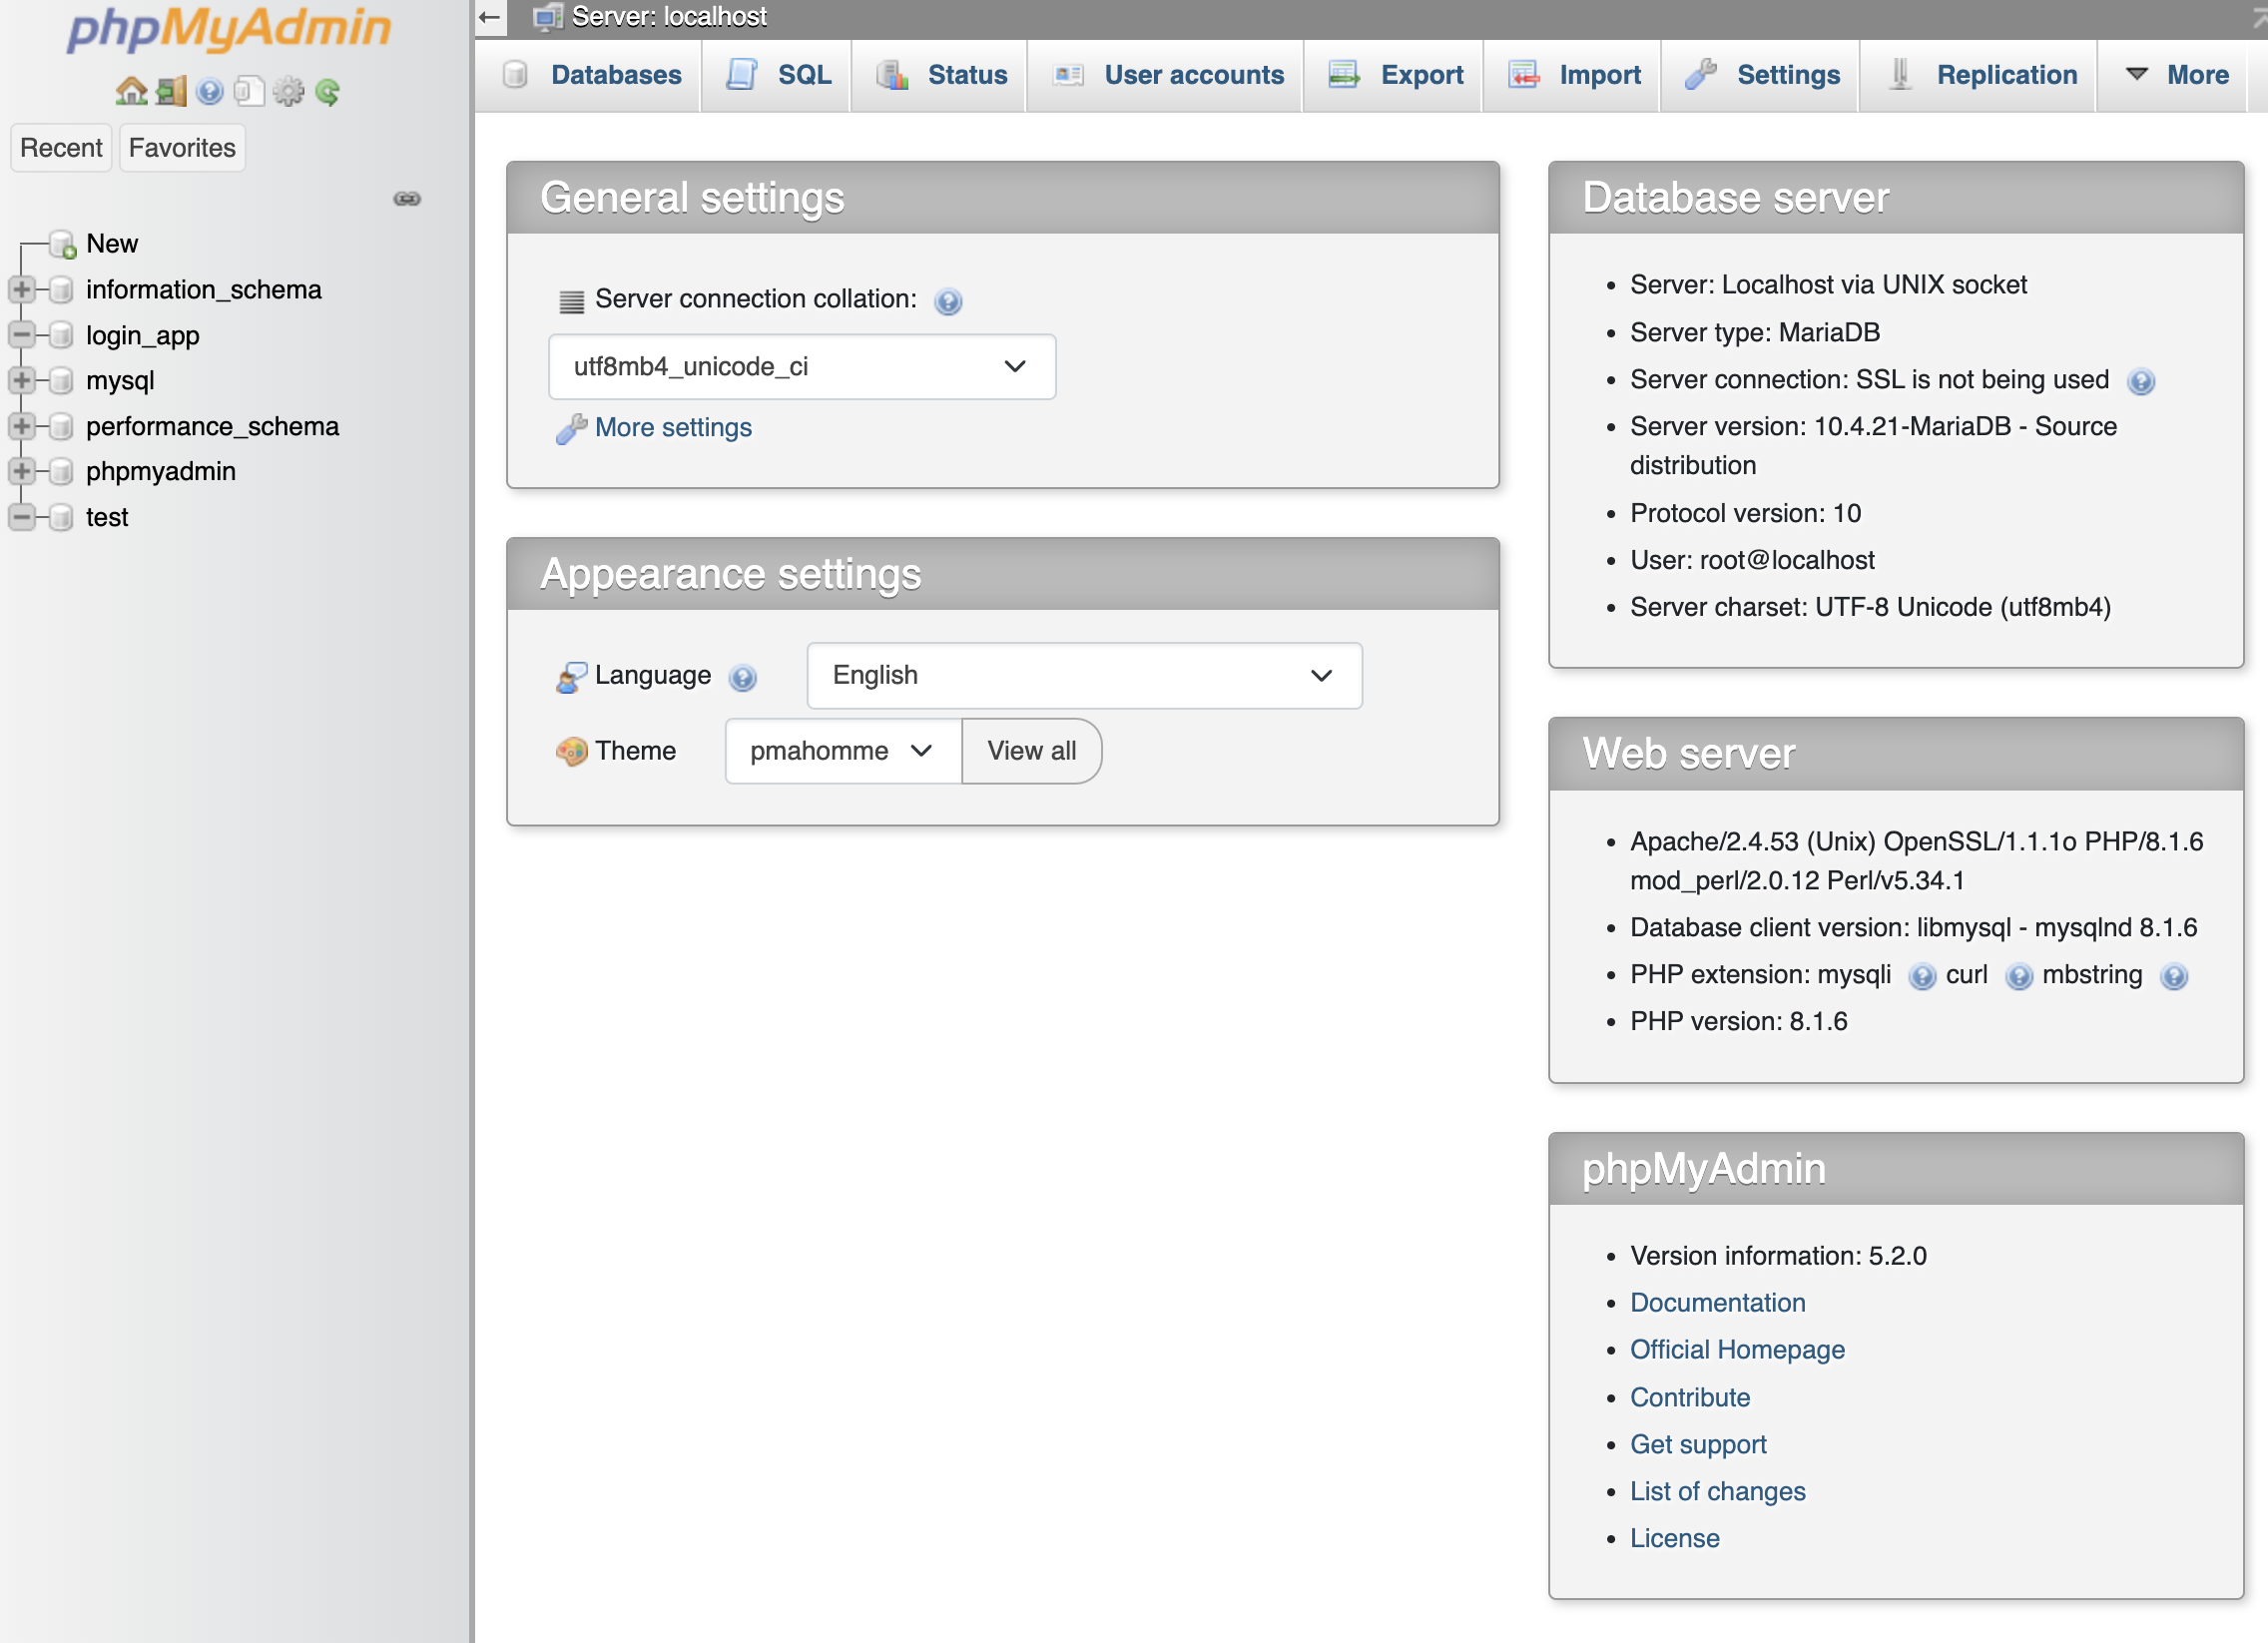 phpMyAdmin
Recent Favorites
New
information_schema
login_app
mysql
performance_schema
phpmyadmin
test
Server: localhost
Databases SQL Status User accounts Export Import Settings Replication More
General settings
Server connection collation:
utf8mb4_unicode_ci
More settings
Appearance settings
Language English
Theme pmahomme View all
Database server
• Server: Localhost via UNIX socket
• Server type: MariaDB
• Server connection: SSL is not being used
• Server version: 10.4.21-MariaDB - Source
distribution
• Protocol version: 10
• User: root@localhost
• Server charset: UTF-8 Unicode (utf8mb4)
Web server
• Apache/2.4.53 (Unix) OpenSSL/1.1.1o PHP/8.1.6
mod_perl/2.0.12 Perl/v5.34.1
• Database client version: libmysql - mysqlnd 8.1.6
• PHP extension: mysqli curl mbstring
• PHP version: 8.1.6
phpMyAdmin
• Version information: 5.2.0
• Documentation
• Official Homepage
• Contribute
• Get support
• List of changes
• License